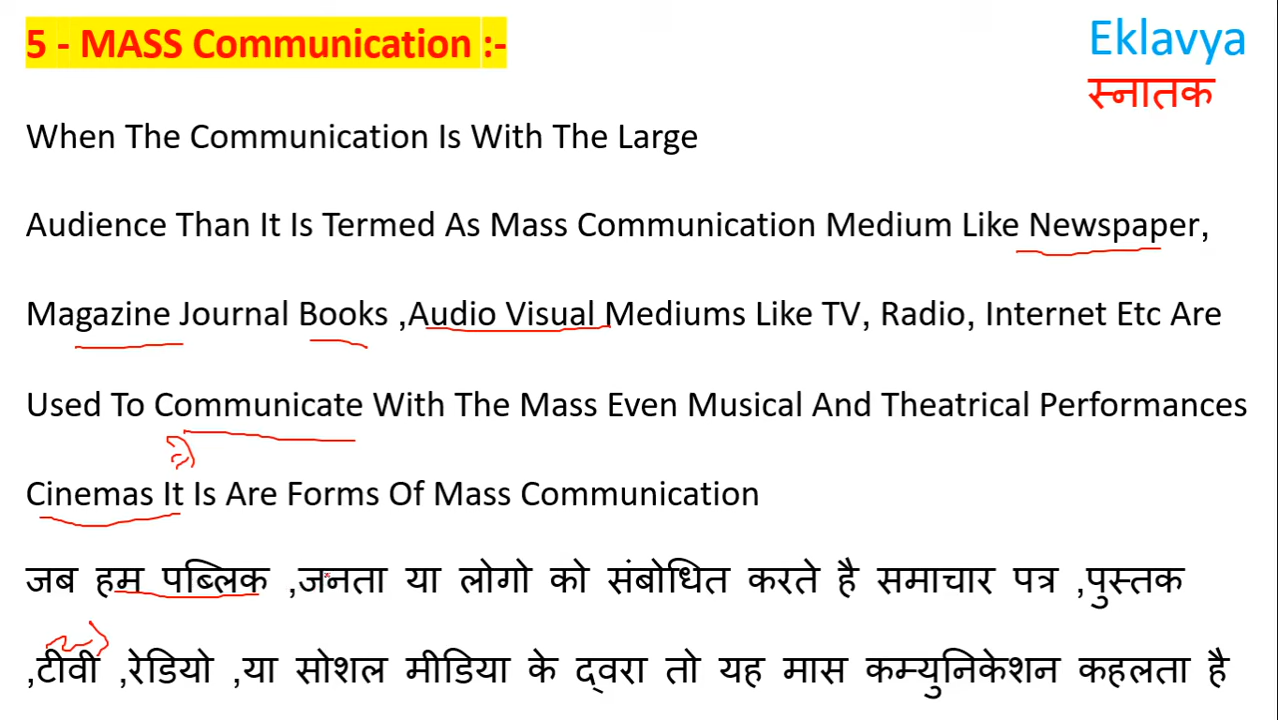 5 - MASS Communication :-
Eklavya
स्नातक
When The Communication Is With The Large
Audience Than It Is Termed As Mass Communication Medium Like Newspaper,
Magazine Journal Books ,Audio Visual Mediums Like TV, Radio, Internet Etc Are
Used To Communicate With The Mass Even Musical And Theatrical Performances
Cinemas It Is Are Forms Of Mass Communication
जब हम पब्लिक ,जनता या लोगो को संबोधित करते है समाचार पत्र ,पुस्तक
,टीवी ,रेडियो ,या सोशल मीडिया के द्वरा तो यह मास कम्युनिकेशन कहलता है